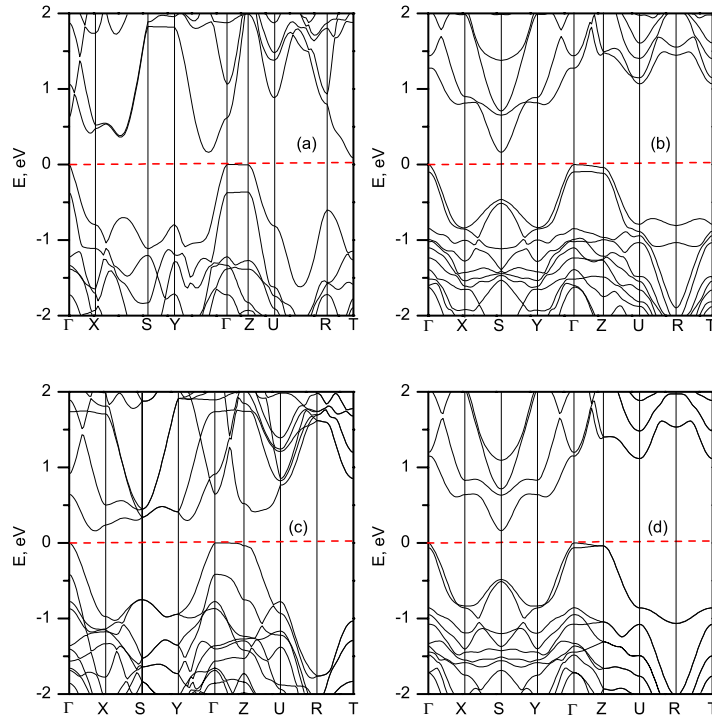 2
1
0
-1
-2
E, eV
(a)
Γ X S Y Γ Z U R T
2
1
0
-1
-2
E, eV
(b)
Γ X S Y Γ Z U R T
2
1
0
-1
-2
E, eV
(c)
Γ X S Y Γ Z U R T
2
1
0
-1
-2
E, eV
(d)
Γ X S Y Γ Z U R T